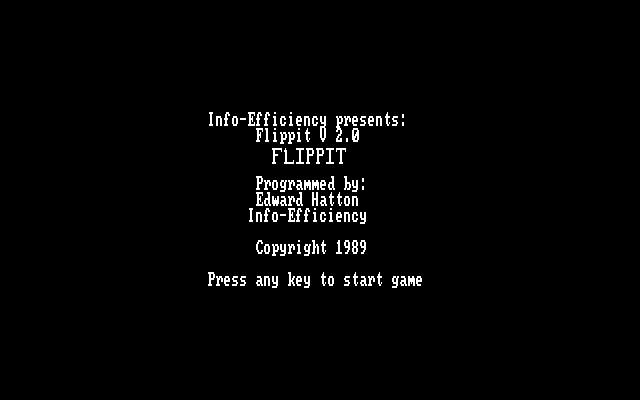 Info-Efficiency presents:
Flippit V 2.0
FLIPPIT
Programmed by:
Edward Hatton
Info-Efficiency
Copyright 1989
Press any key to start game